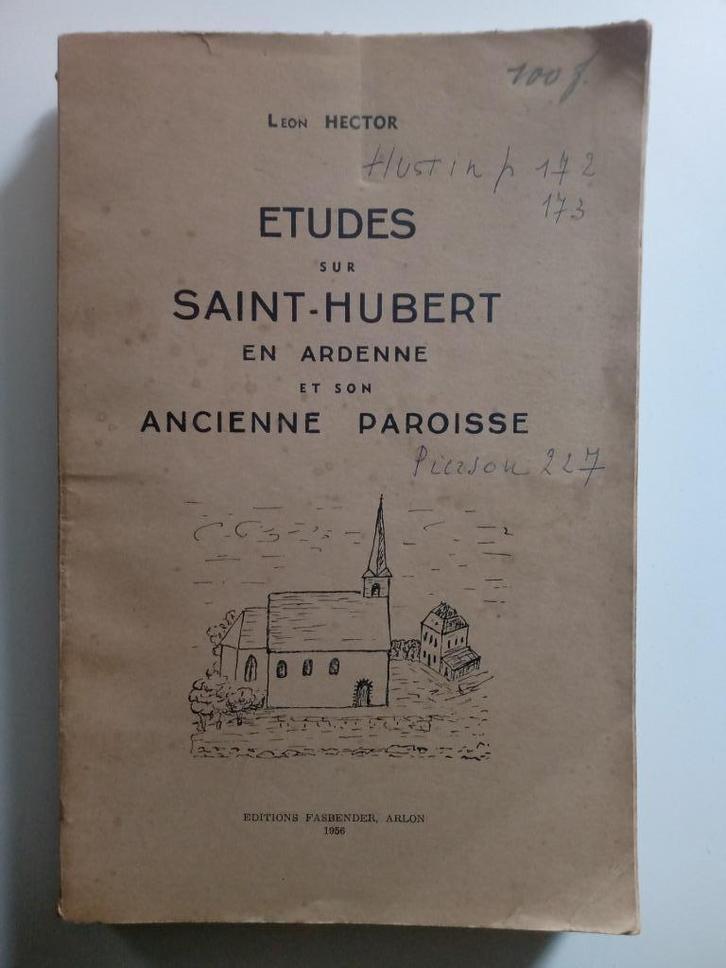 100 f.
LEON HECTOR
Hustin p 172
173
ETUDES
SUR
SAINT-HUBERT
EN ARDENNE
ET SON
ANCIENNE PAROISSE
Pierson 227
EDITIONS FASBENDER, ARLON
1956